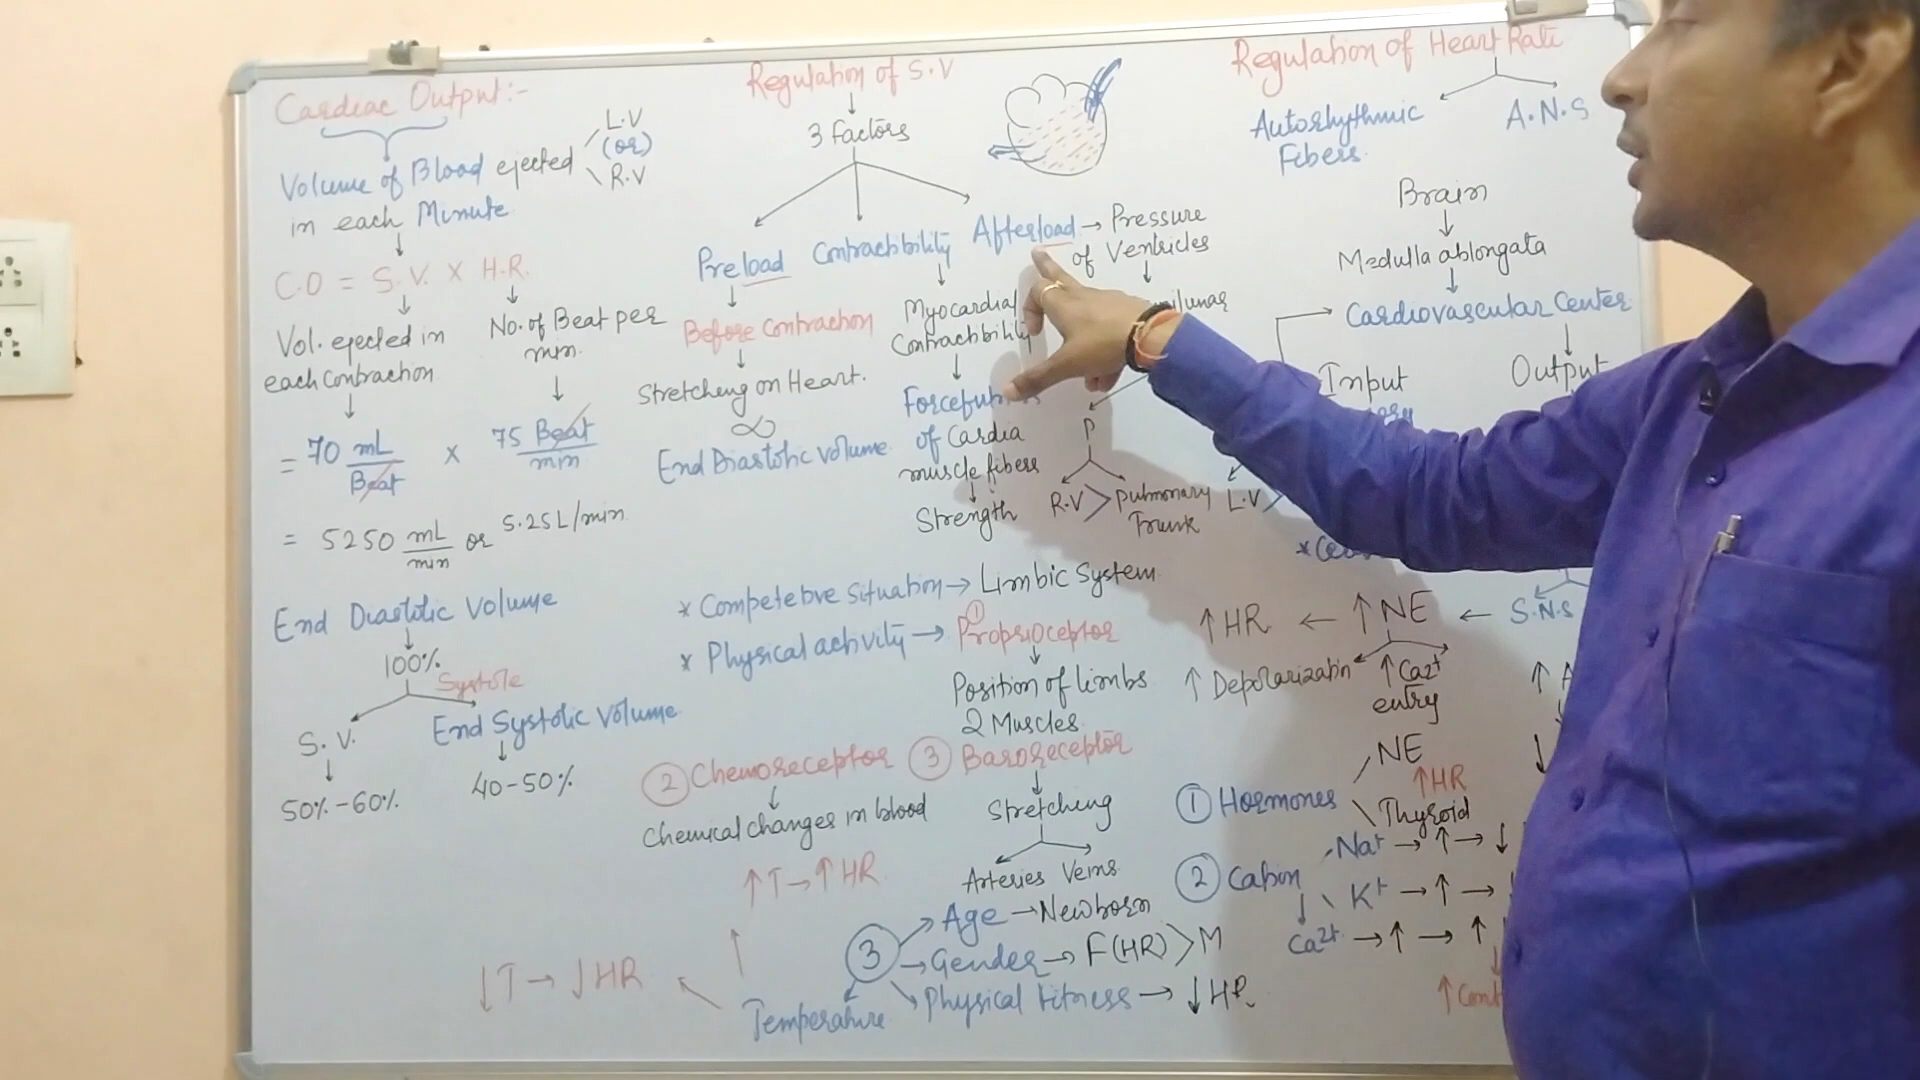 Cardiac Output:-
Volume of Blood ejected
L.V
(or)
R.V
in each Minute
C.O = S.V. × H.R.
Vol. ejected in
each Contraction
No. of Beat per
min.
= 70 mL/Beat × 75 Beat/min
= 5250 mL/min or 5.25L/min
End Diastolic Volume
100%
Systole
S.V.
End Systolic Volume
50%-60%
40-50%
Regulation of S.V
3 Factors
Preload
Contractibility
Afterload → Pressure
of Ventricles
Before Contraction
Stretching on Heart.
∝
End Diastolic volume
Myocardial
Contractibility
of Cardia
muscle fibers
Strength
P
R.V > Pulmonary
Trunk
L.V >
* Competetive situation → Limbic System
* Physical activity → Proprioceptor
①
Position of limbs
& Muscles
② Chemoreceptor
Chemical changes in blood
③ Baroreceptor
Stretching
Arteries Veins
↑T → ↑HR
↓T → ↓HR
③
Age → Newborn
Gender → F(HR) > M
Physical Fitness → ↓HR
Temperature
Regulation of Heart Rate
Autorhythmic
Fibers
A.N.S
Brain
Medulla ablongata
Cardiovascular Center
Input
Output
↑HR ← ↑NE ← S.N.S
↑ Depolarization
↑ Ca2+
entry
① Hormones
NE
↑HR
Thyroid
② Cation
Na+ → ↑ → ↓
K+ → ↑ →
Ca2+ → ↑ → ↑